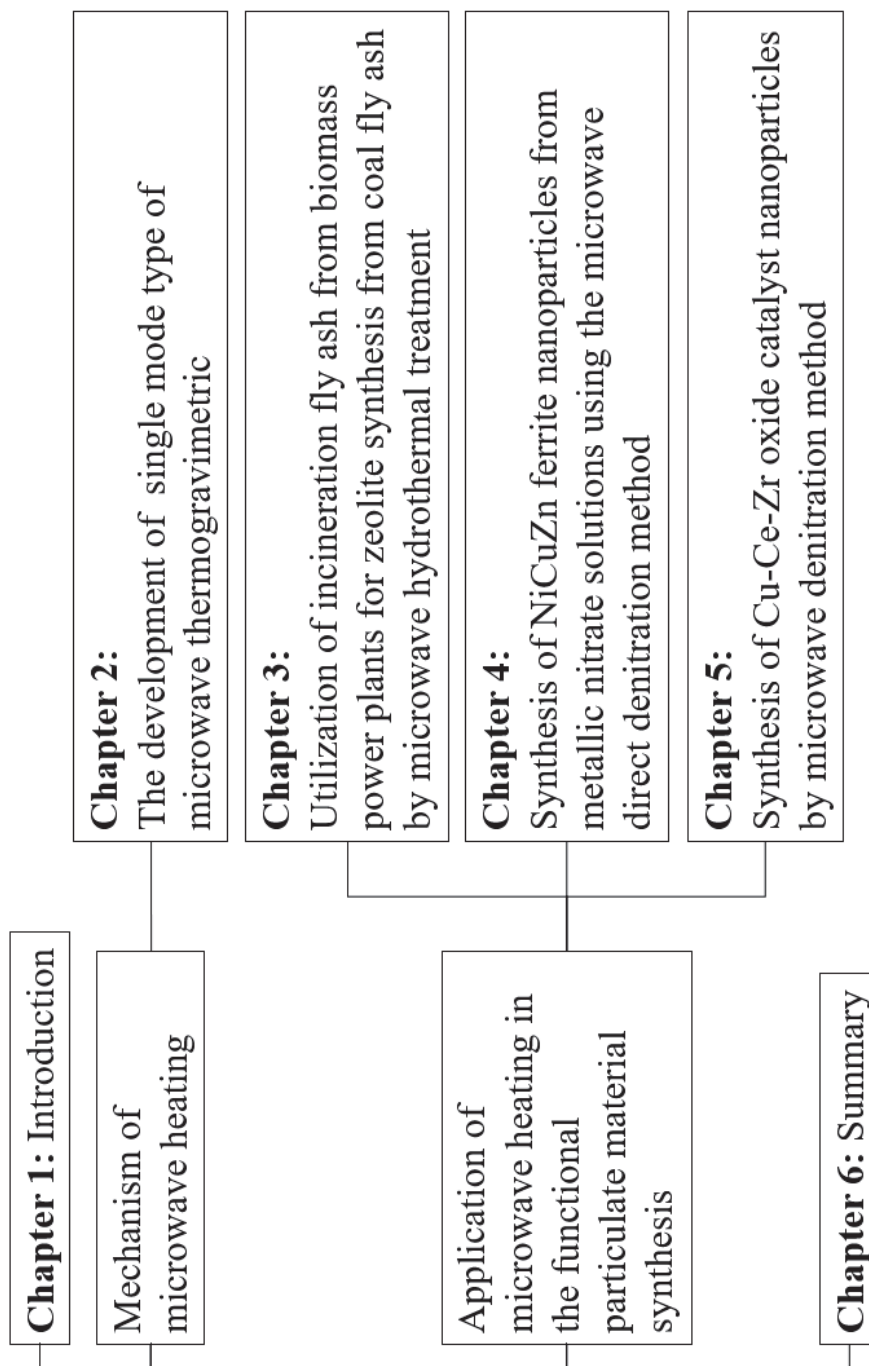 Chapter 1: Introduction
Mechanism of
microwave heating
Chapter 2:
The development of single mode type of
microwave thermogravimetric
Application of
microwave heating in
the functional
particulate material
synthesis
Chapter 3:
Utilization of incineration fly ash from biomass
power plants for zeolite synthesis from coal fly ash
by microwave hydrothermal treatment
Chapter 4:
Synthesis of NiCuZn ferrite nanoparticles from
metallic nitrate solutions using the microwave
direct denitration method
Chapter 5:
Synthesis of Cu-Ce-Zr oxide catalyst nanoparticles
by microwave denitration method
Chapter 6: Summary